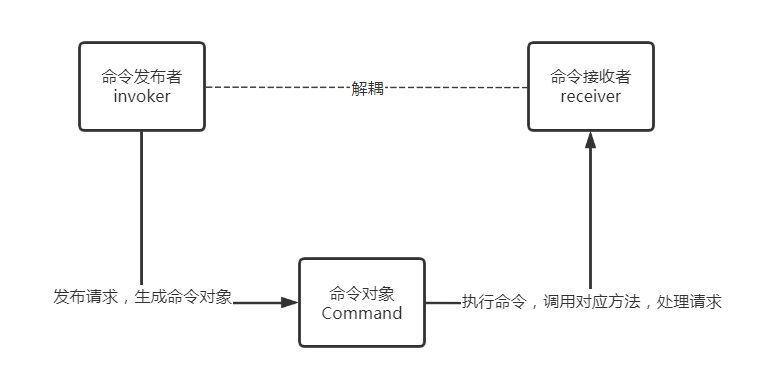 命令发布者
invoker
解耦
命令接收者
receiver
发布请求，生成命令对象
命令对象
Command
执行命令，调用对应方法，处理请求